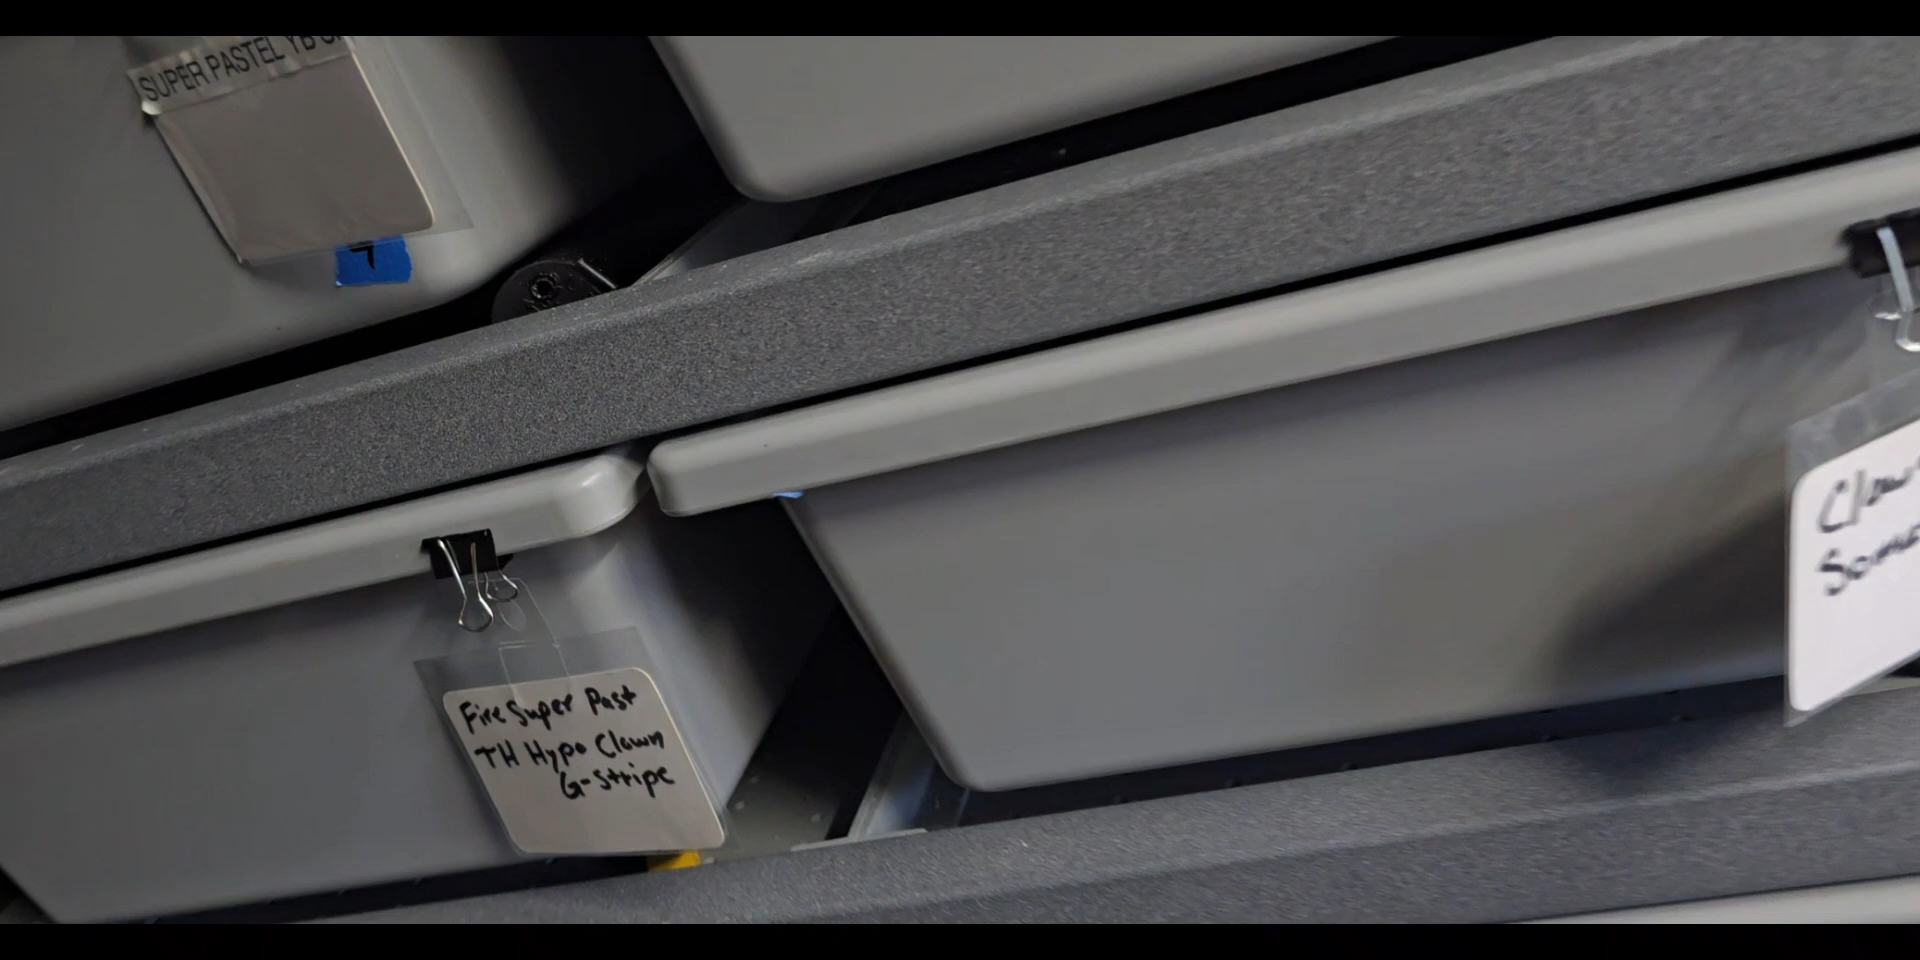 SUPER PASTEL YB
Fire Super Past
TH Hypo Clown
G-Stripe